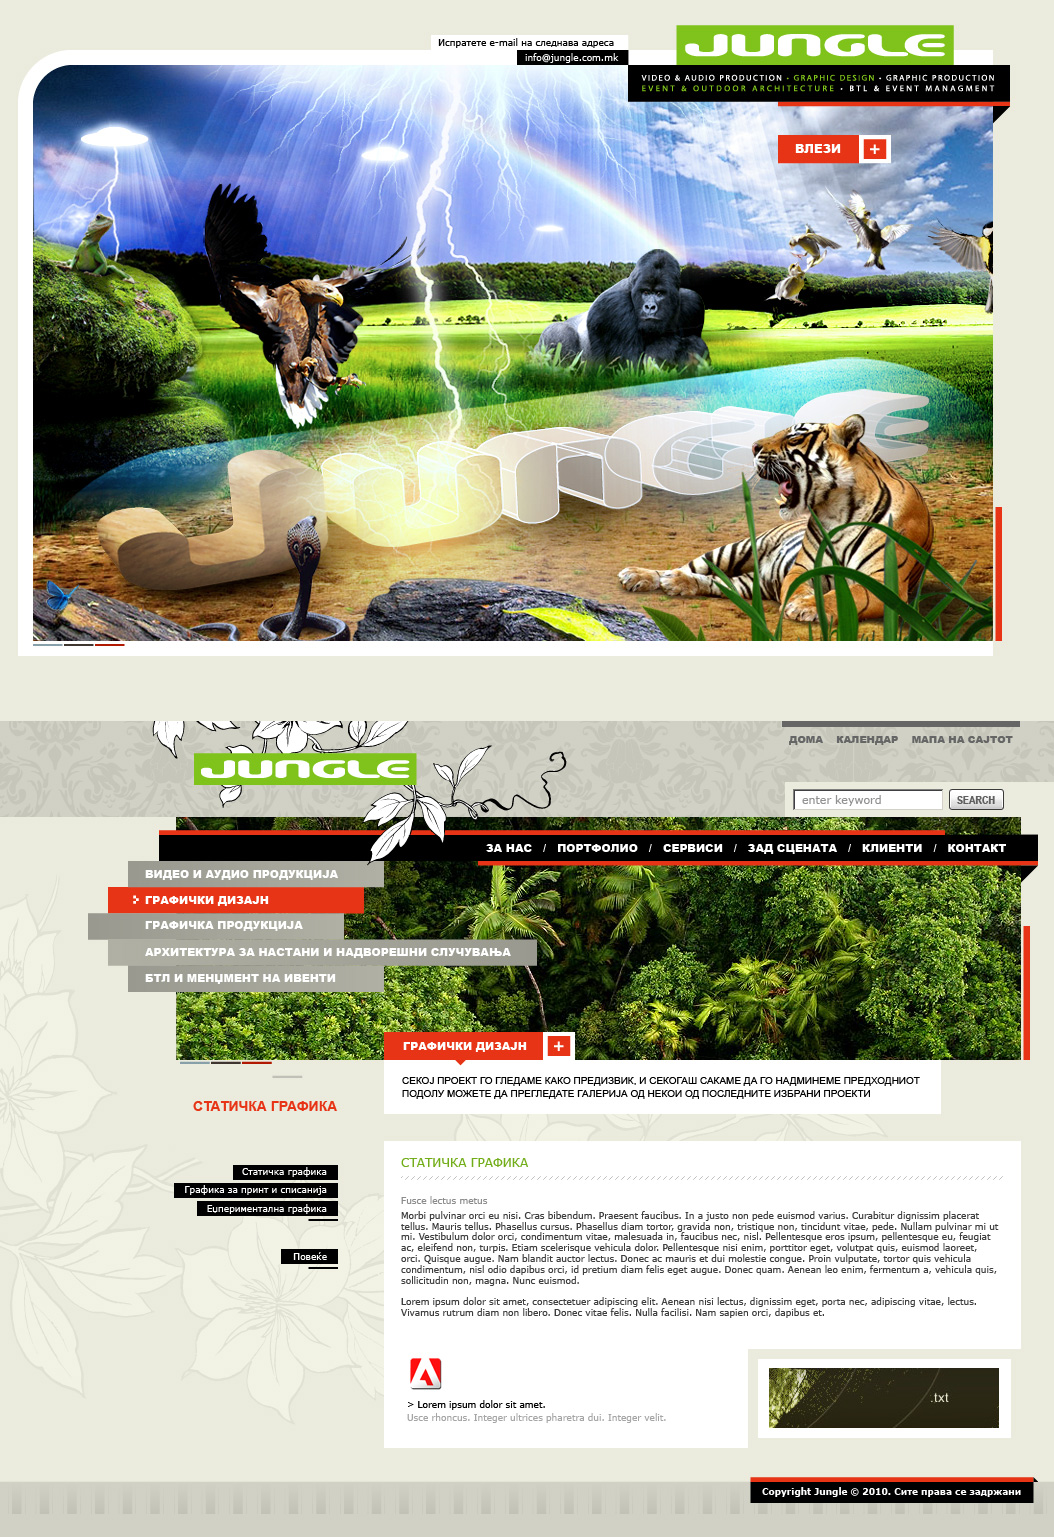 Испратете e-mail на следнава адреса
info@jungle.com.mk
JUNGLE
VIDEO & AUDIO PRODUCTION • GRAPHIC DESIGN • GRAPHIC PRODUCTION
EVENT & OUTDOOR ARCHITECTURE • BTL & EVENT MANAGMENT
ВЛЕЗИ +
JUNGLE
ДОМА КАЛЕНДАР МАПА НА САЈТОТ
JUNGLE
enter keyword SEARCH
ЗА НАС / ПОРТФОЛИО / СЕРВИСИ / ЗАД СЦЕНАТА / КЛИЕНТИ / КОНТАКТ
ВИДЕО И АУДИО ПРОДУКЦИЈА
ГРАФИЧКИ ДИЗАЈН
ГРАФИЧКА ПРОДУКЦИЈА
АРХИТЕКТУРА ЗА НАСТАНИ И НАДВОРЕШНИ СЛУЧУВАЊА
БТЛ И МЕНЏМЕНТ НА ИВЕНТИ
ГРАФИЧКИ ДИЗАЈН +
СЕКОЈ ПРОЕКТ ГО ГЛЕДАМЕ КАКО ПРЕДИЗВИК, И СЕКОГАШ САКАМЕ ДА ГО НАДМИНЕМЕ ПРЕДХОДНИОТ
ПОДОЛУ МОЖЕТЕ ДА ПРЕГЛЕДАТЕ ГАЛЕРИЈА ОД НЕКОИ ОД ПОСЛЕДНИТЕ ИЗБРАНИ ПРОЕКТИ
СТАТИЧКА ГРАФИКА
Статичка графика
Графика за принт и списанија
Еџпериментална графика
Повеќе
СТАТИЧКА ГРАФИКА
Fusce lectus metus
Morbi pulvinar orci eu nisi. Cras bibendum. Praesent faucibus. In a justo non pede euismod varius. Curabitur dignissim placerat
tellus. Mauris tellus. Phasellus cursus. Phasellus diam tortor, gravida non, tristique non, tincidunt vitae, pede. Nullam pulvinar mi ut
mi. Vestibulum dolor orci, condimentum vitae, malesuada in, faucibus nec, nisl. Pellentesque eros ipsum, pellentesque eu, feugiat
ac, eleifend non, turpis. Etiam scelerisque vehicula dolor. Pellentesque nisi enim, porttitor eget, volutpat quis, euismod laoreet,
orci. Quisque augue. Nam blandit auctor lectus. Donec ac mauris et dui molestie congue. Proin vulputate, tortor quis vehicula
condimentum, nisl odio dapibus orci, id pretium diam felis eget augue. Donec quam. Aenean leo enim, fermentum a, vehicula quis,
sollicitudin non, magna. Nunc euismod.
Lorem ipsum dolor sit amet, consectetuer adipiscing elit. Aenean nisi lectus, dignissim eget, porta nec, adipiscing vitae, lectus.
Vivamus rutrum diam non libero. Donec vitae felis. Nulla facilisi. Nam sapien orci, dapibus et.
> Lorem ipsum dolor sit amet.
Usce rhoncus. Integer ultrices pharetra dui. Integer velit.
.txt
Copyright Jungle © 2010. Сите права се задржани